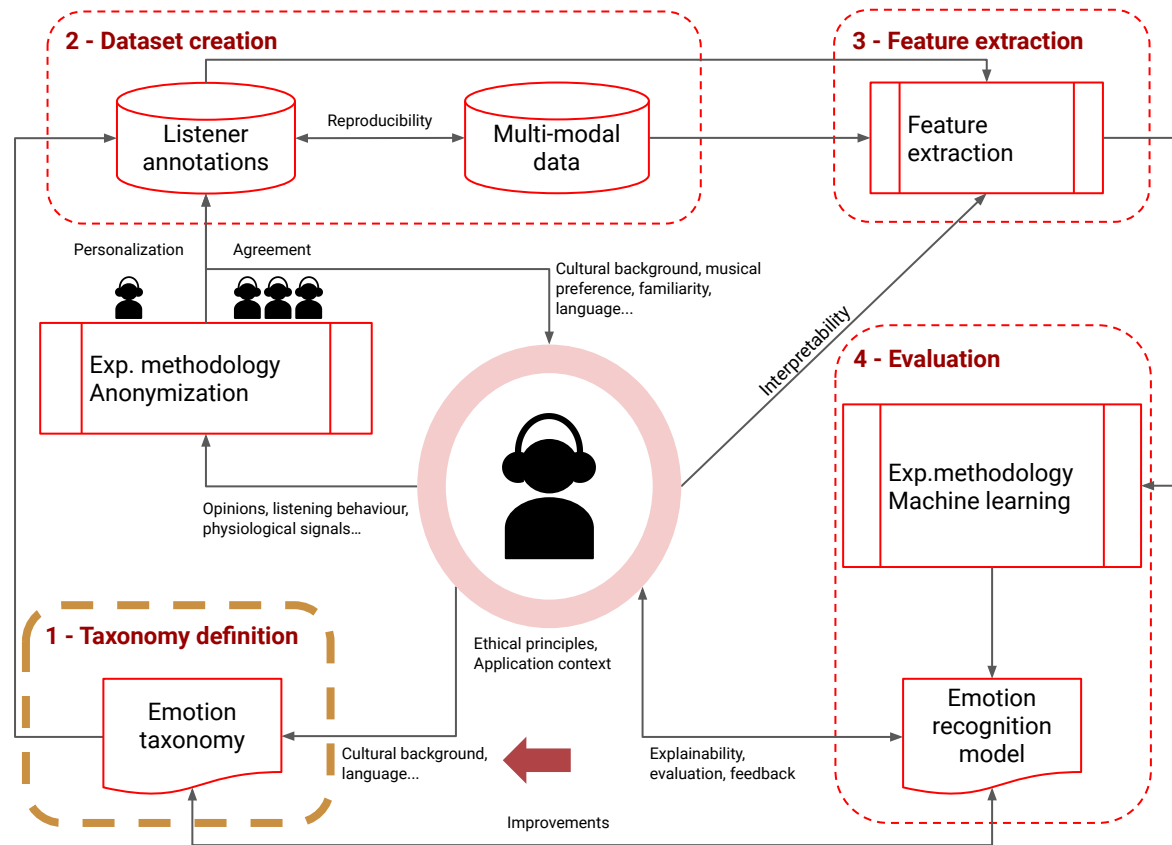 2 - Dataset creation
3 - Feature extraction
Listener
annotations
Reproducibility
Multi-modal
data
Feature
extraction
Personalization
Agreement
Cultural background, musical
preference, familiarity,
language...
Exp. methodology
Anonymization
Interpretability
4 - Evaluation
Exp.methodology
Machine learning
Opinions, listening behaviour,
physiological signals…
1 - Taxonomy definition
Ethical principles,
Application context
Emotion
taxonomy
Cultural background,
language...
Explainability,
evaluation, feedback
Emotion
recognition
model
Improvements